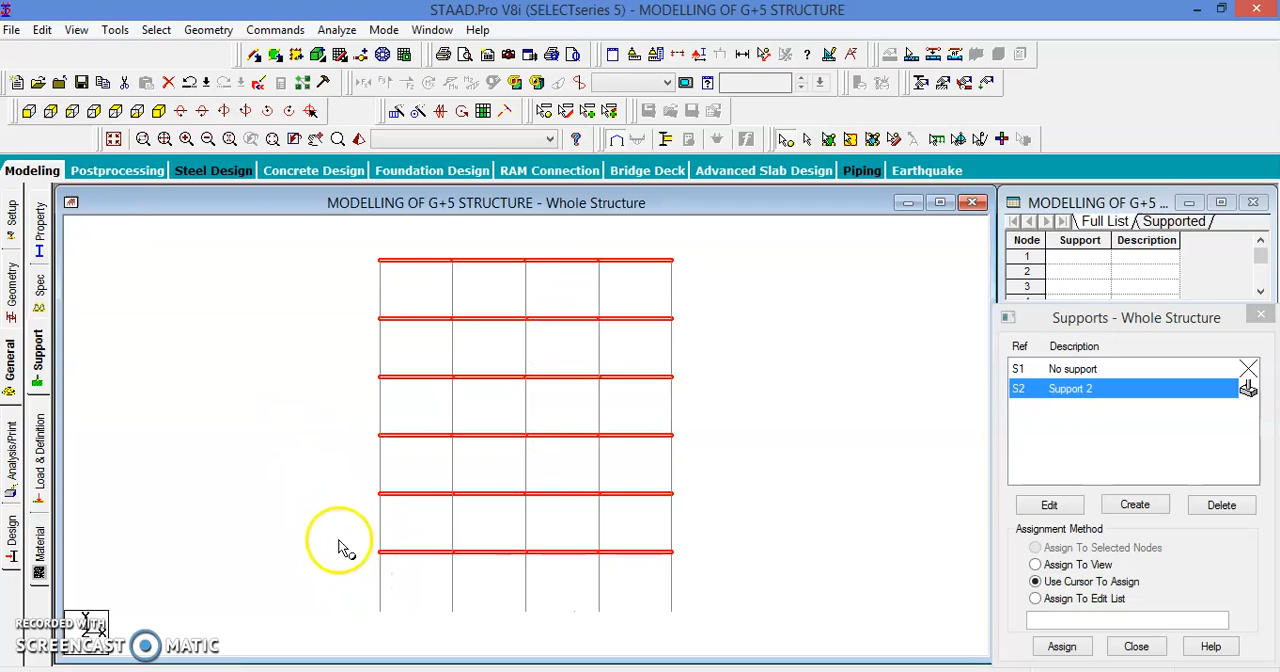 STAAD.Pro V8i (SELECTseries 5) - MODELLING OF G+5 STRUCTURE
File Edit View Tools Select Geometry Commands Analyze Mode Window Help
Modeling Postprocessing Steel Design Concrete Design Foundation Design RAM Connection Bridge Deck Advanced Slab Design Piping Earthquake
Setup
Geometry
General
Analysis/Print
Design
Property
Spec
Support
Load & Definition
Material
MODELLING OF G+5 STRUCTURE - Whole Structure
Y
Z X
RECORDED WITH
SCREENCAST MATIC
MODELLING OF G+5 ...
Full List Supported
Node Support Description
1
2
3
Supports - Whole Structure
Ref Description
S1 No support
S2 Support 2
Edit Create Delete
Assignment Method
Assign To Selected Nodes
Assign To View
Use Cursor To Assign
Assign To Edit List
Assign Close Help